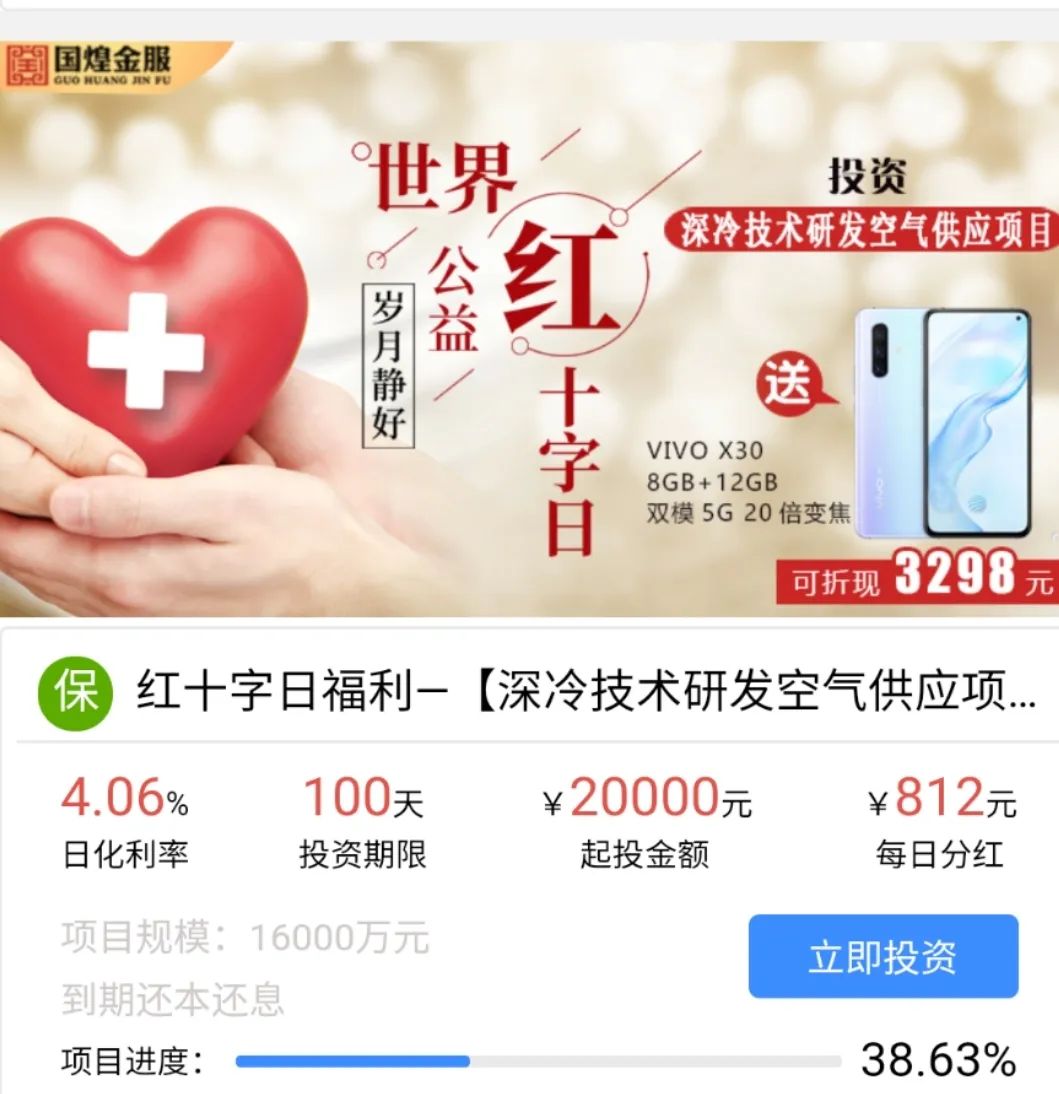 国煌金服
GUO HUANG JIN FU
世界
红
十字日
公益
岁月静好
投资
深冷技术研发空气供应项目
送
VIVO X30
8GB+12GB
双模 5G 20 倍变焦
可折现 3298 元
保 红十字日福利—【深冷技术研发空气供应项...
4.06% 100天 ￥20000元 ￥812元
日化利率 投资期限 起投金额 每日分红
项目规模：16000万元
立即投资
到期还本还息
项目进度： 38.63%